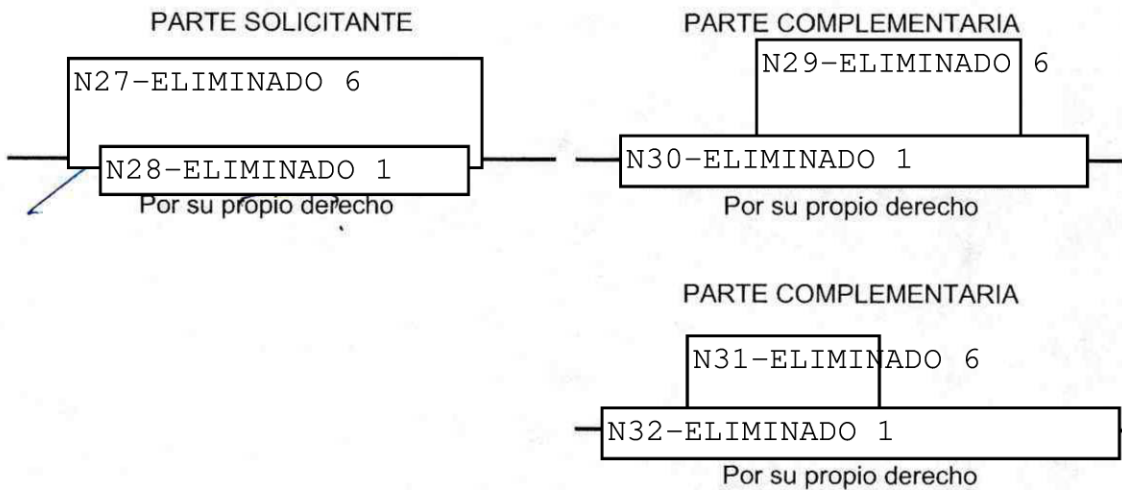 PARTE SOLICITANTE
N27-ELIMINADO 6
N28-ELIMINADO 1
Por su propio derecho
PARTE COMPLEMENTARIA
N29-ELIMINADO 6
N30-ELIMINADO 1
Por su propio derecho
PARTE COMPLEMENTARIA
N31-ELIMINADO 6
N32-ELIMINADO 1
Por su propio derecho